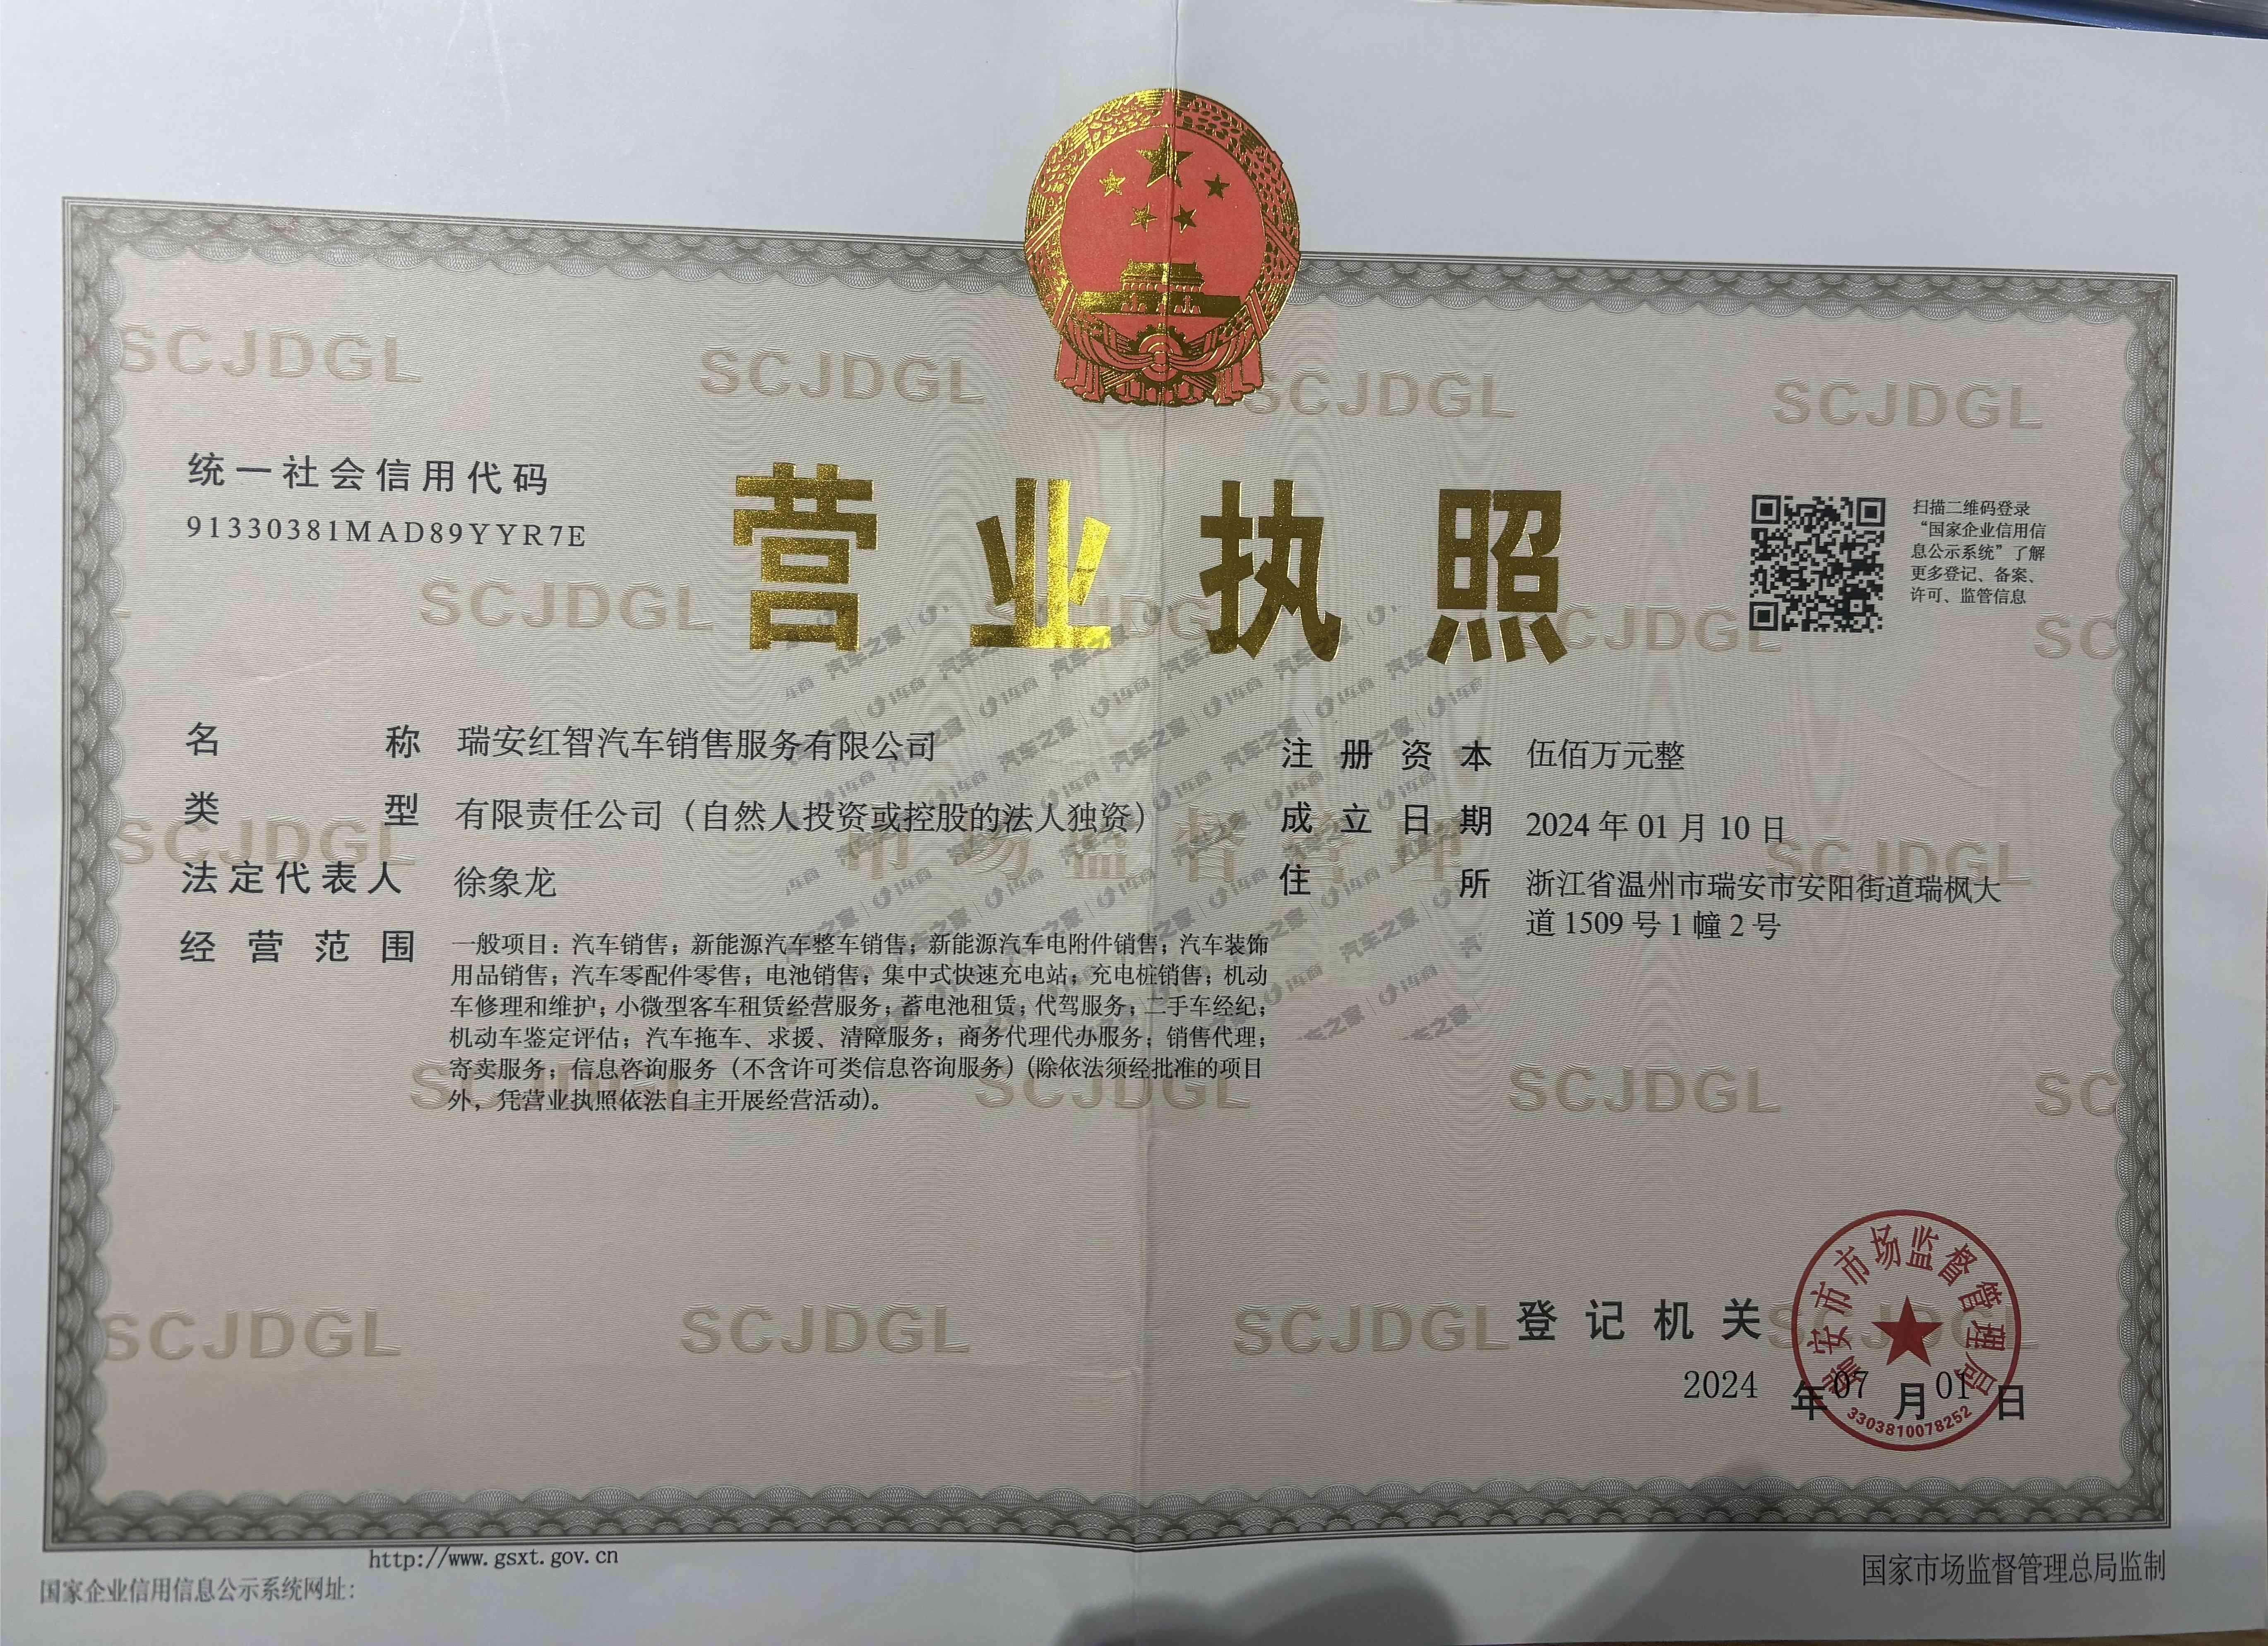 统一社会信用代码
91330381MAD89YYR7E
营业执照
扫描二维码登录
“国家企业信用信
息公示系统”了解
更多登记、备案、
许可、监管信息
名称 瑞安红智汽车销售服务有限公司
类型 有限责任公司（自然人投资或控股的法人独资）
法定代表人 徐象龙
经营范围 一般项目：汽车销售；新能源汽车整车销售；新能源汽车电附件销售；汽车装饰
用品销售；汽车零配件零售；电池销售；集中式快速充电站；充电桩销售；机动
车修理和维护；小微型客车租赁经营服务；蓄电池租赁；代驾服务；二手车经纪；
机动车鉴定评估；汽车拖车、求援、清障服务；商务代理代办服务；销售代理；
寄卖服务；信息咨询服务（不含许可类信息咨询服务）(除依法须经批准的项目
外，凭营业执照依法自主开展经营活动)。
注册资本 伍佰万元整
成立日期 2024年01月10日
住所 浙江省温州市瑞安市安阳街道瑞枫大
道1509号1幢2号
登记机关
2024年07月01日
瑞安市市场监督管理局
3303810078252
SCJDGL
市场监督管理
汽车之家
http://www.gsxt.gov.cn
国家企业信用信息公示系统网址：
国家市场监督管理总局监制